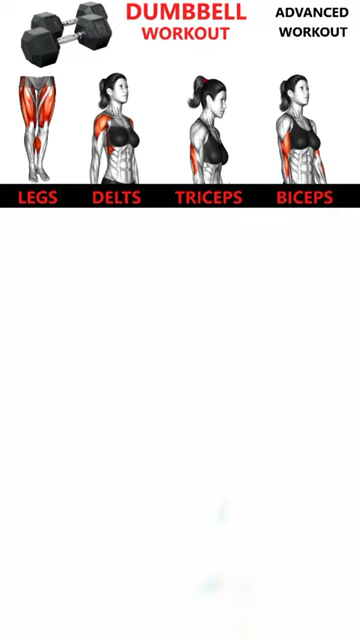 DUMBBELL
WORKOUT
ADVANCED
WORKOUT
LEGS DELTS TRICEPS BICEPS